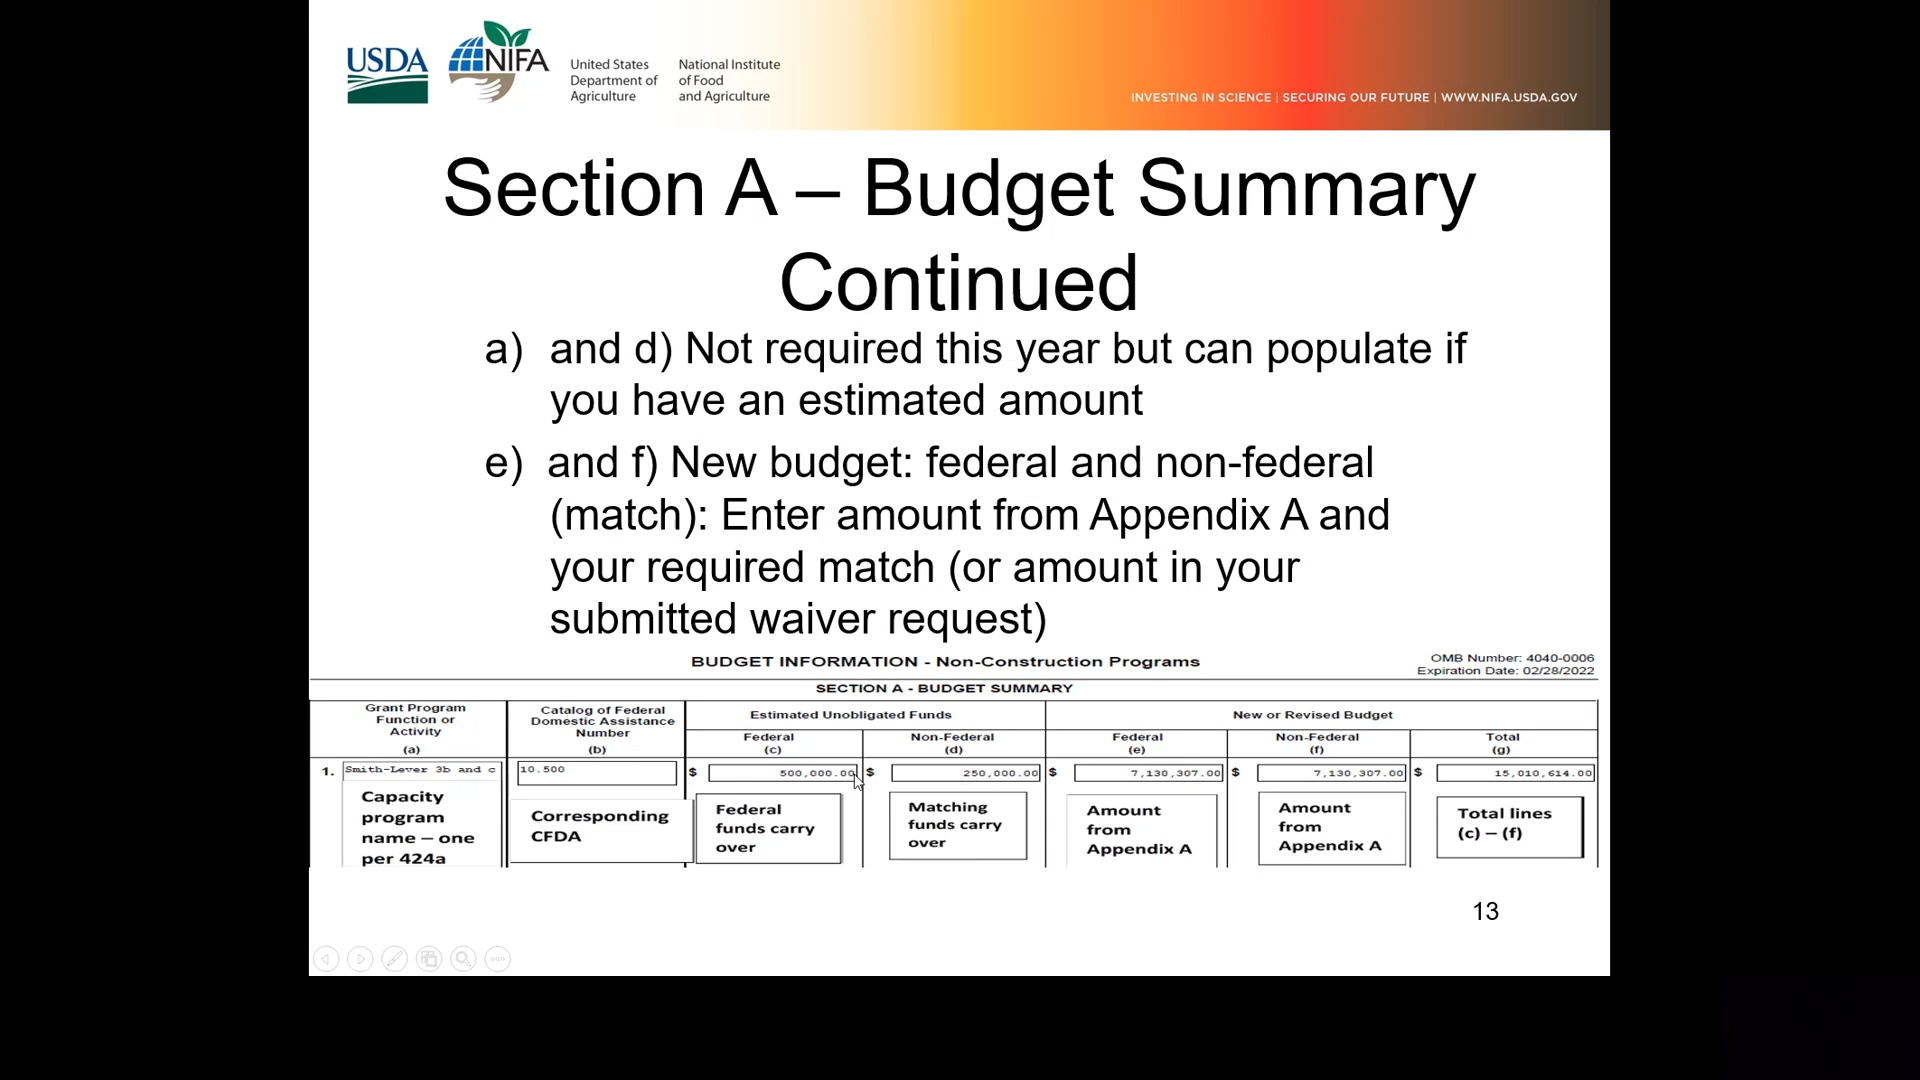 USDA
NIFA
United States
Department of
Agriculture
National Institute
of Food
and Agriculture
INVESTING IN SCIENCE | SECURING OUR FUTURE | WWW.NIFA.USDA.GOV
Section A – Budget Summary
Continued
a) and d) Not required this year but can populate if
you have an estimated amount
e) and f) New budget: federal and non-federal
(match): Enter amount from Appendix A and
your required match (or amount in your
submitted waiver request)
BUDGET INFORMATION - Non-Construction Programs
OMB Number: 4040-0006
Expiration Date: 02/28/2022
SECTION A - BUDGET SUMMARY
Grant Program
Function or
Activity
(a)
Catalog of Federal
Domestic Assistance
Number
(b)
Estimated Unobligated Funds
New or Revised Budget
Federal
(c)
Non-Federal
(d)
Federal
(e)
Non-Federal
(f)
Total
(g)
1. Smith-Lever 3b and c 10.500 $ 500,000.00 $ 250,000.00 $ 7,130,307.00 $ 7,130,307.00 $ 15,010,614.00
Capacity
program
name – one
per 424a
Corresponding
CFDA
Federal
funds carry
over
Matching
funds carry
over
Amount
from
Appendix A
Amount
from
Appendix A
Total lines
(c) – (f)
13